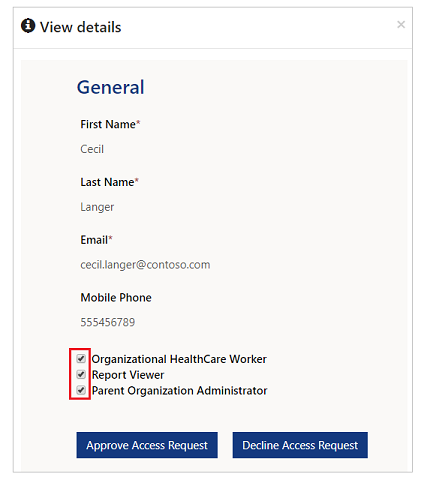 View details
General
First Name*
Cecil
Last Name*
Langer
Email*
cecil.langer@contoso.com
Mobile Phone
555456789
Organizational HealthCare Worker
Report Viewer
Parent Organization Administrator
Approve Access Request Decline Access Request